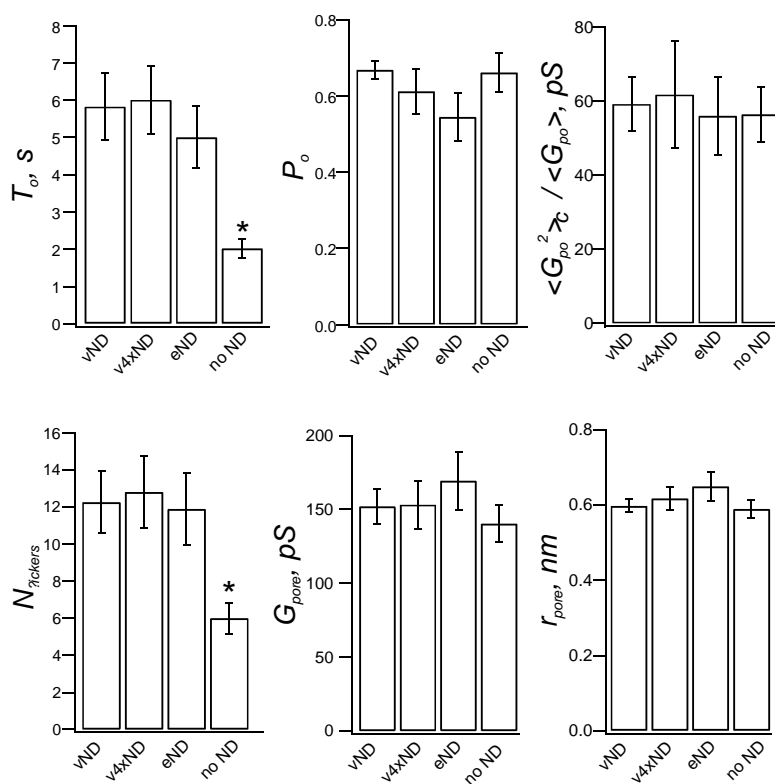 T_o, s
8
7
6
5
4
3
2
1
0
*
vND
v4xND
eND
no ND
P_o
0.8
0.6
0.4
0.2
0.0
vND
v4xND
eND
no ND
<G_po^2>_c / <G_po>, pS
80
60
40
20
0
vND
v4xND
eND
no ND
N_?ickers
16
14
12
10
8
6
4
2
0
*
vND
v4xND
eND
no ND
G_pore, pS
200
150
100
50
0
vND
v4xND
eND
no ND
r_pore, nm
0.8
0.6
0.4
0.2
0.0
vND
v4xND
eND
no ND